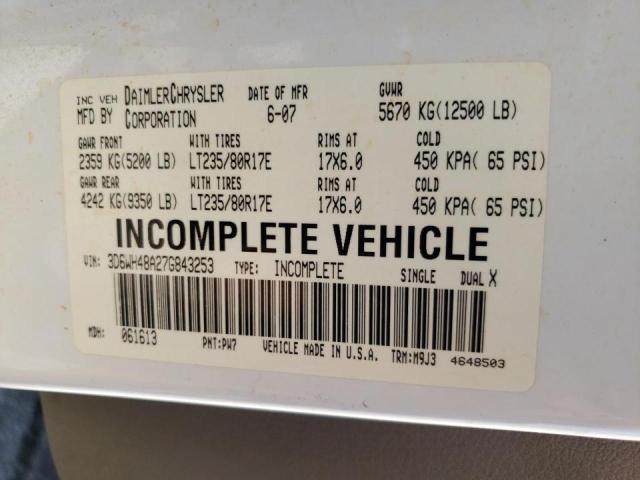 INC VEH DAIMLERCHRYSLER DATE OF MFR GVWR
MFD BY CORPORATION 6-07 5670 KG(12500 LB)
GAWR FRONT WITH TIRES RIMS AT COLD
2359 KG(5200 LB) LT235/80R17E 17X6.0 450 KPA( 65 PSI)
GAWR REAR WITH TIRES RIMS AT COLD
4242 KG(9350 LB) LT235/80R17E 17X6.0 450 KPA( 65 PSI)
INCOMPLETE VEHICLE
VIN: 3D6WH48A27G843253 TYPE: INCOMPLETE SINGLE DUAL X
MDH: 061613 PNT:PW7 VEHICLE MADE IN U.S.A. TRM:M9J3 4648503